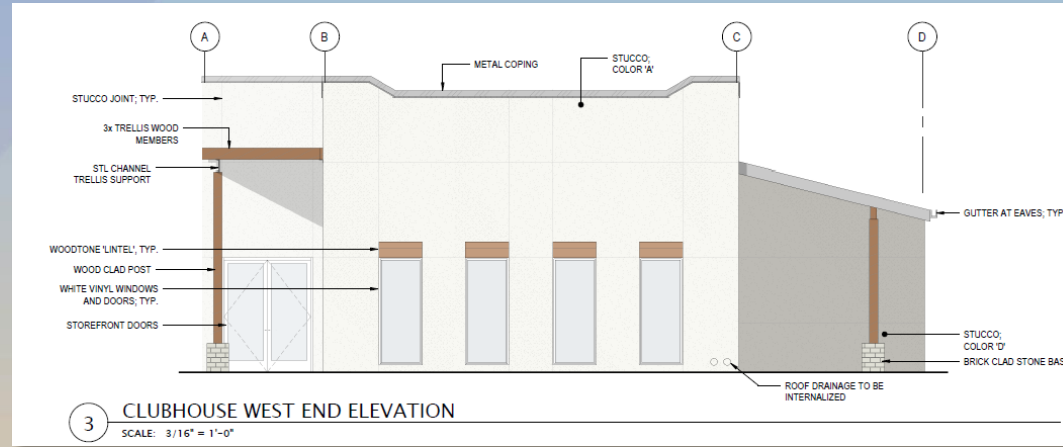 A
B
C
D
METAL COPING
STUCCO;
COLOR 'A'
STUCCO JOINT; TYP.
3x TRELLIS WOOD
MEMBERS
STL CHANNEL
TRELLIS SUPPORT
GUTTER AT EAVES; TYP
WOODTONE 'LINTEL', TYP.
WOOD CLAD POST
WHITE VINYL WINDOWS
AND DOORS; TYP.
STOREFRONT DOORS
STUCCO;
COLOR 'D'
BRICK CLAD STONE BAS
ROOF DRAINAGE TO BE
INTERNALIZED
3
CLUBHOUSE WEST END ELEVATION
SCALE: 3/16" = 1'-0"